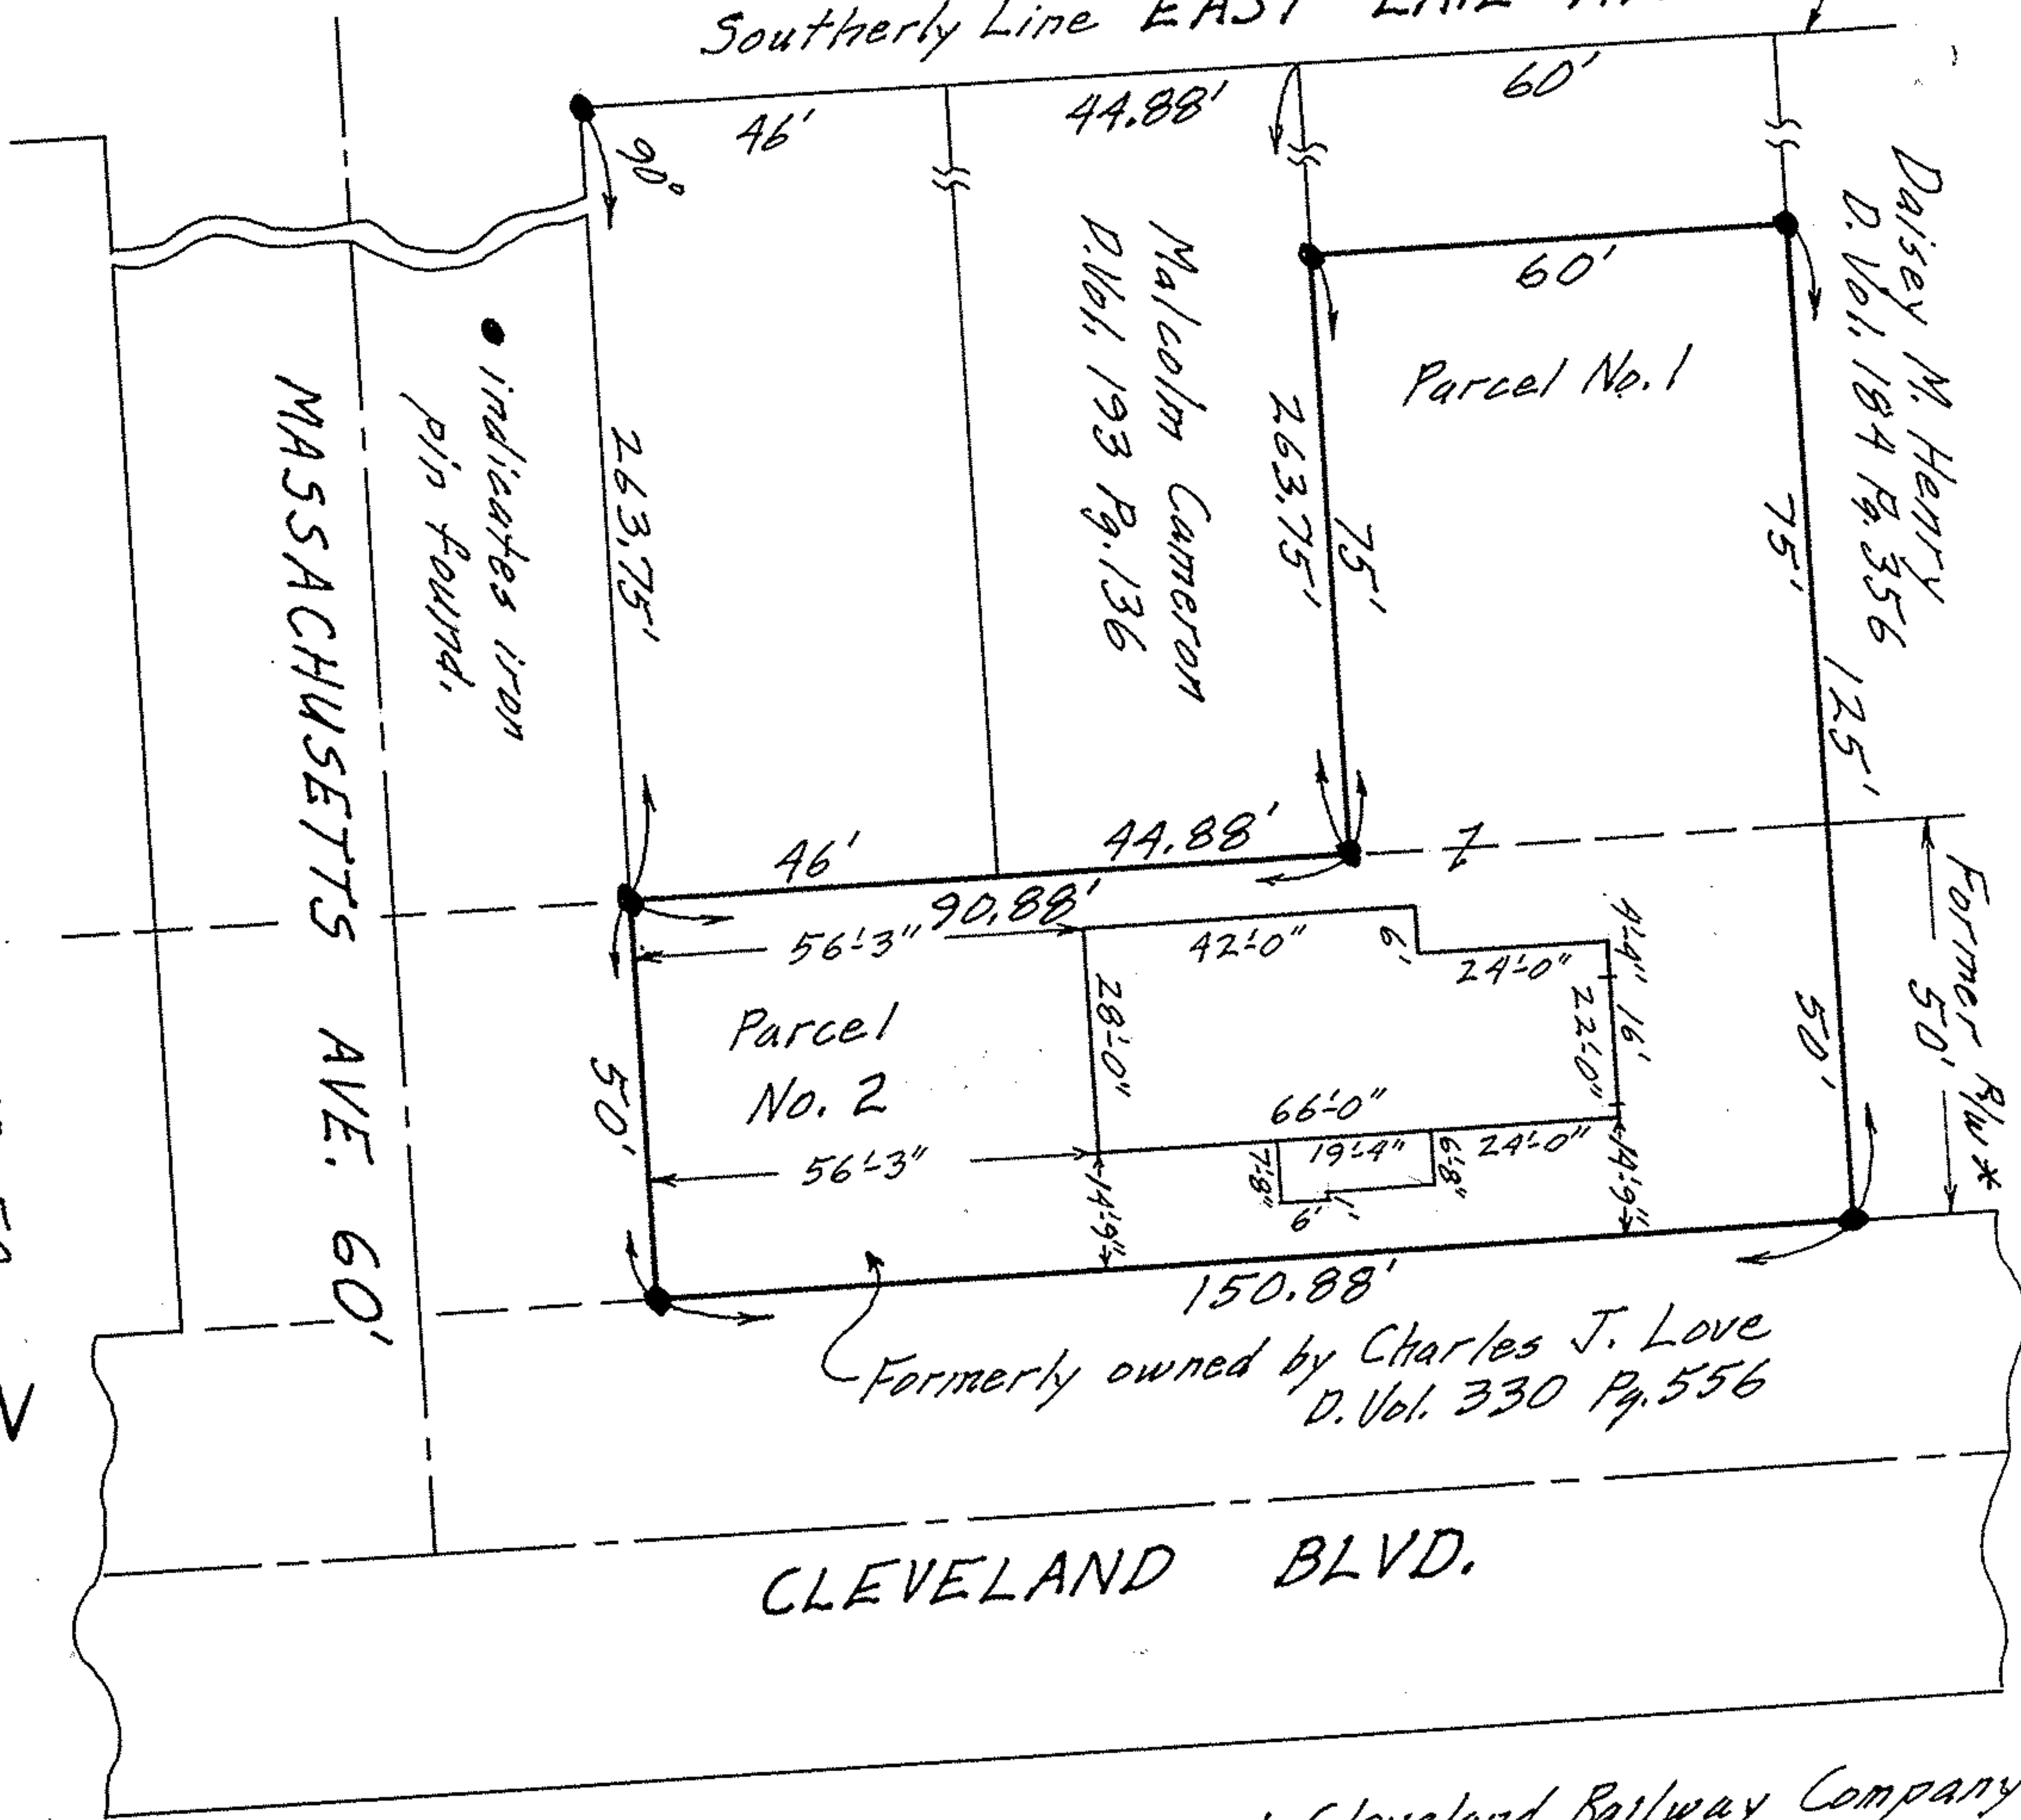 Southerly Line EAST
46'
44.88'
60'
90°
60'
Parcel No. 1
Daisey M. Henry
D. Vol. 184 Pg. 356
Malcolm Cameron
D. Vol. 193 Pg. 136
263.75'
75'
75'
125'
263.75'
• indicates iron
pin found.
MASSACHUSETTS AVE. 60'
46'
44.88'
90.88'
Former R/W *
50'
56'-3"
42'-0"
6'
24'-0"
4'-4"
16'
22'-0"
28'-0"
Parcel
No. 2
50'
50'
66'-0"
56'-3"
19'-4"
24'-0"
7'-8"
6'-8"
6'
1'
14'-9"
14'-9"
150.88'
Formerly owned by Charles J. Love
D. Vol. 330 Pg. 556
CLEVELAND BLVD.
Cleveland Railway Company